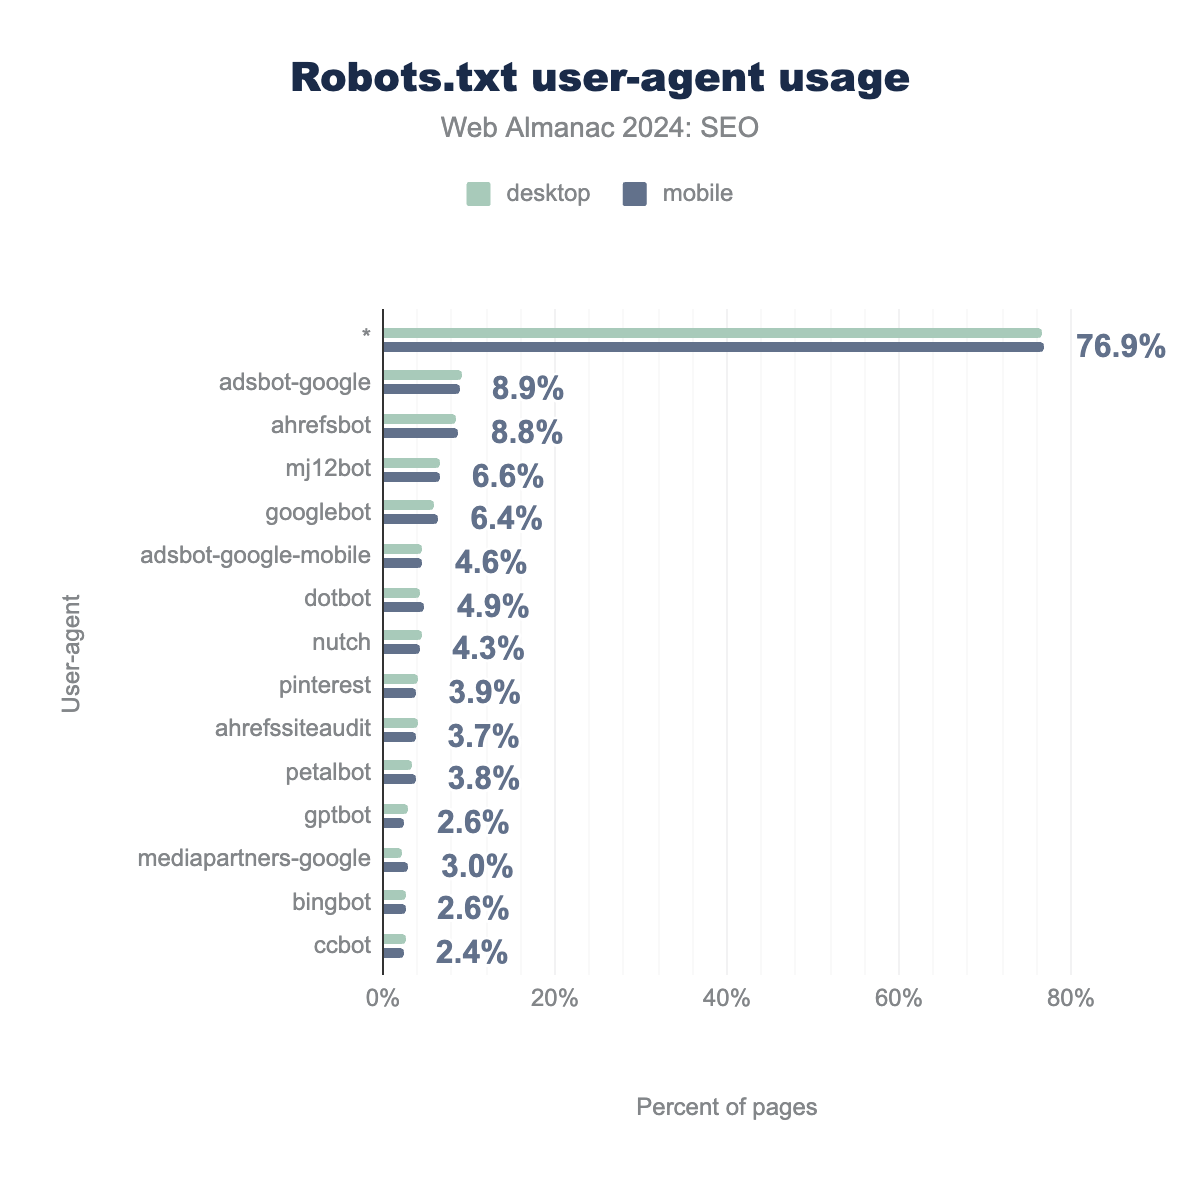 Robots.txt user-agent usage
Web Almanac 2024: SEO
desktop
mobile
*
76.9%
adsbot-google
8.9%
ahrefsbot
8.8%
mj12bot
6.6%
googlebot
6.4%
adsbot-google-mobile
4.6%
dotbot
4.9%
nutch
4.3%
pinterest
3.9%
ahrefssiteaudit
3.7%
petalbot
3.8%
gptbot
2.6%
mediapartners-google
3.0%
bingbot
2.6%
ccbot
2.4%
User-agent
0%
20%
40%
60%
80%
Percent of pages